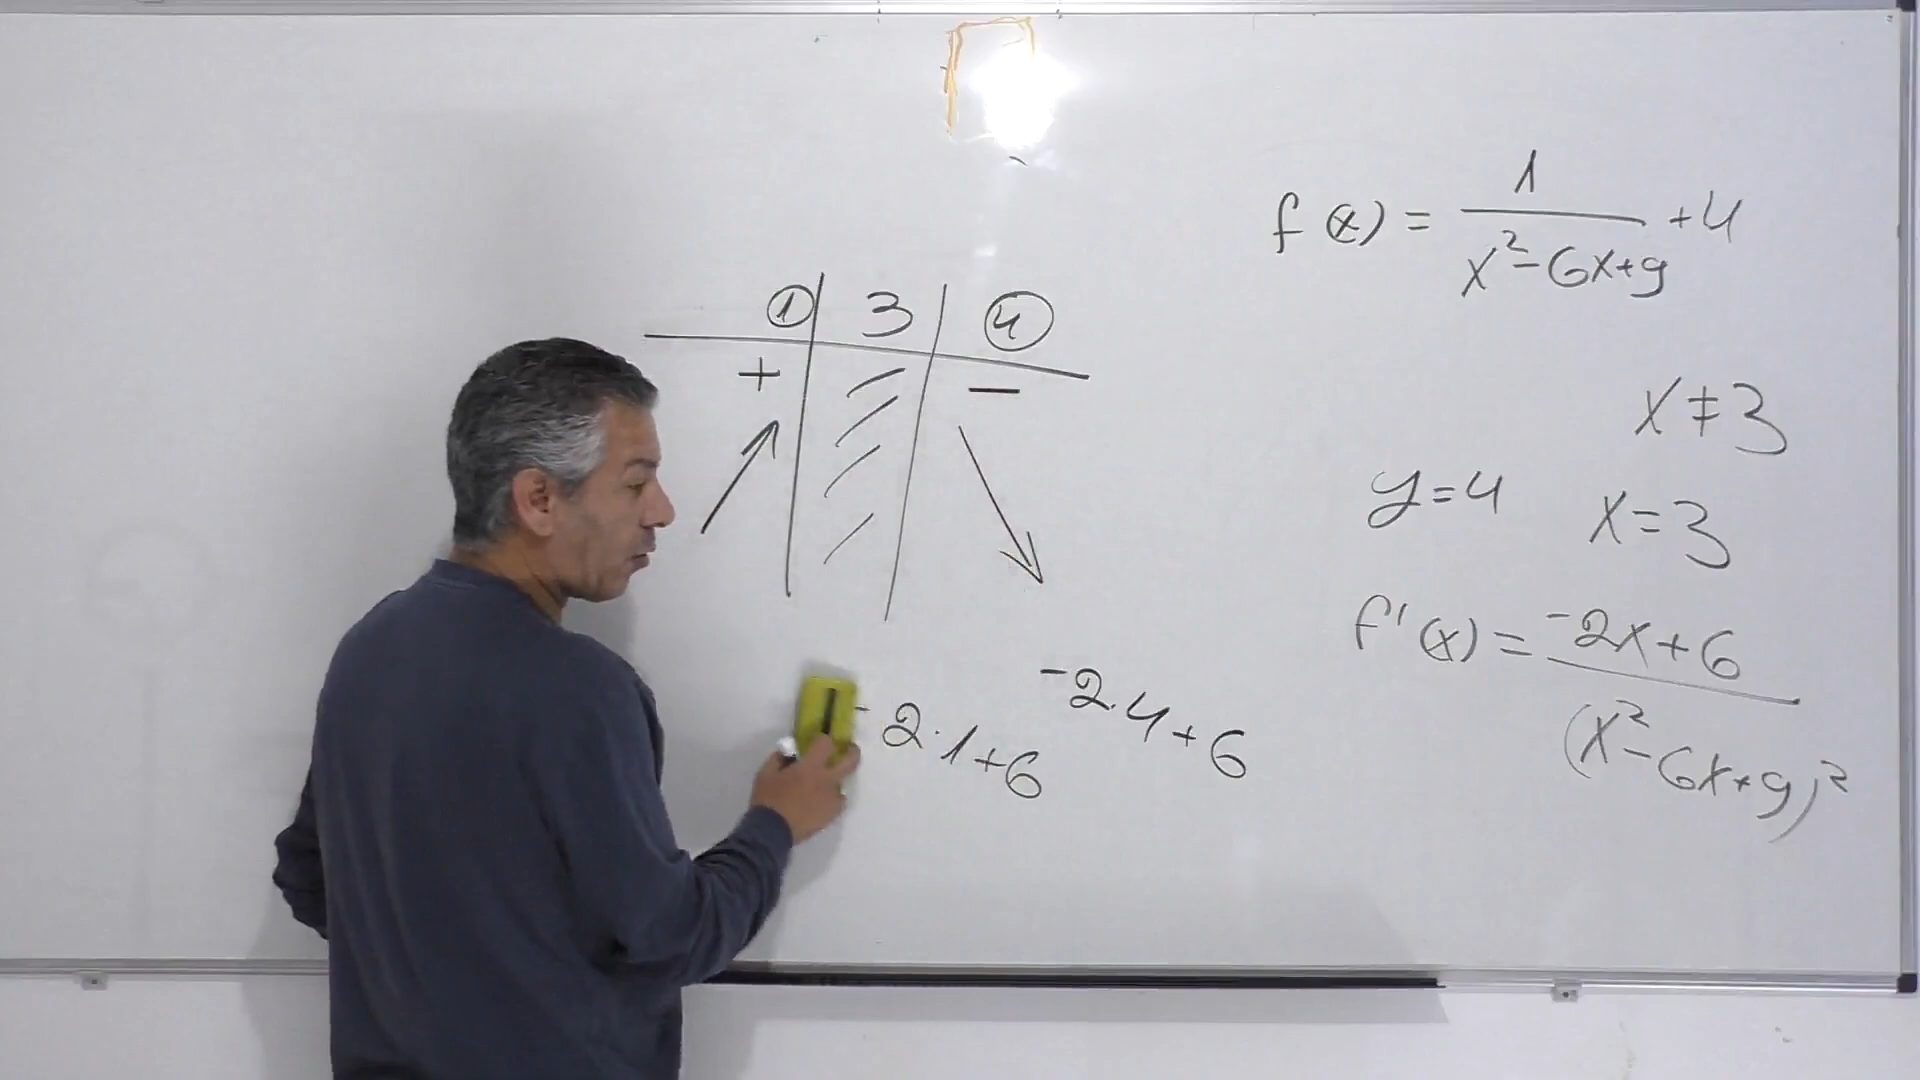 f(x) = 1 / (x² - 6x + 9) + 4
x ≠ 3
y = 4 x = 3
f'(x) = (-2x + 6) / (x² - 6x + 9)²
1 | 3 | 4
+ | | -
-2·1+6 -2·4+6